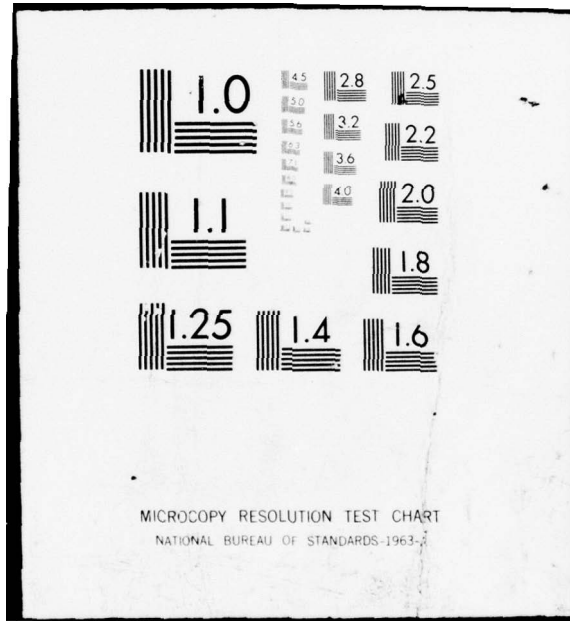 1.0
4.5 2.8 2.5
5.0
5.6 3.2 2.2
6.3
3.6
4.0 2.0
1.1
1.8
1.25 1.4 1.6
MICROCOPY RESOLUTION TEST CHART
NATIONAL BUREAU OF STANDARDS-1963-